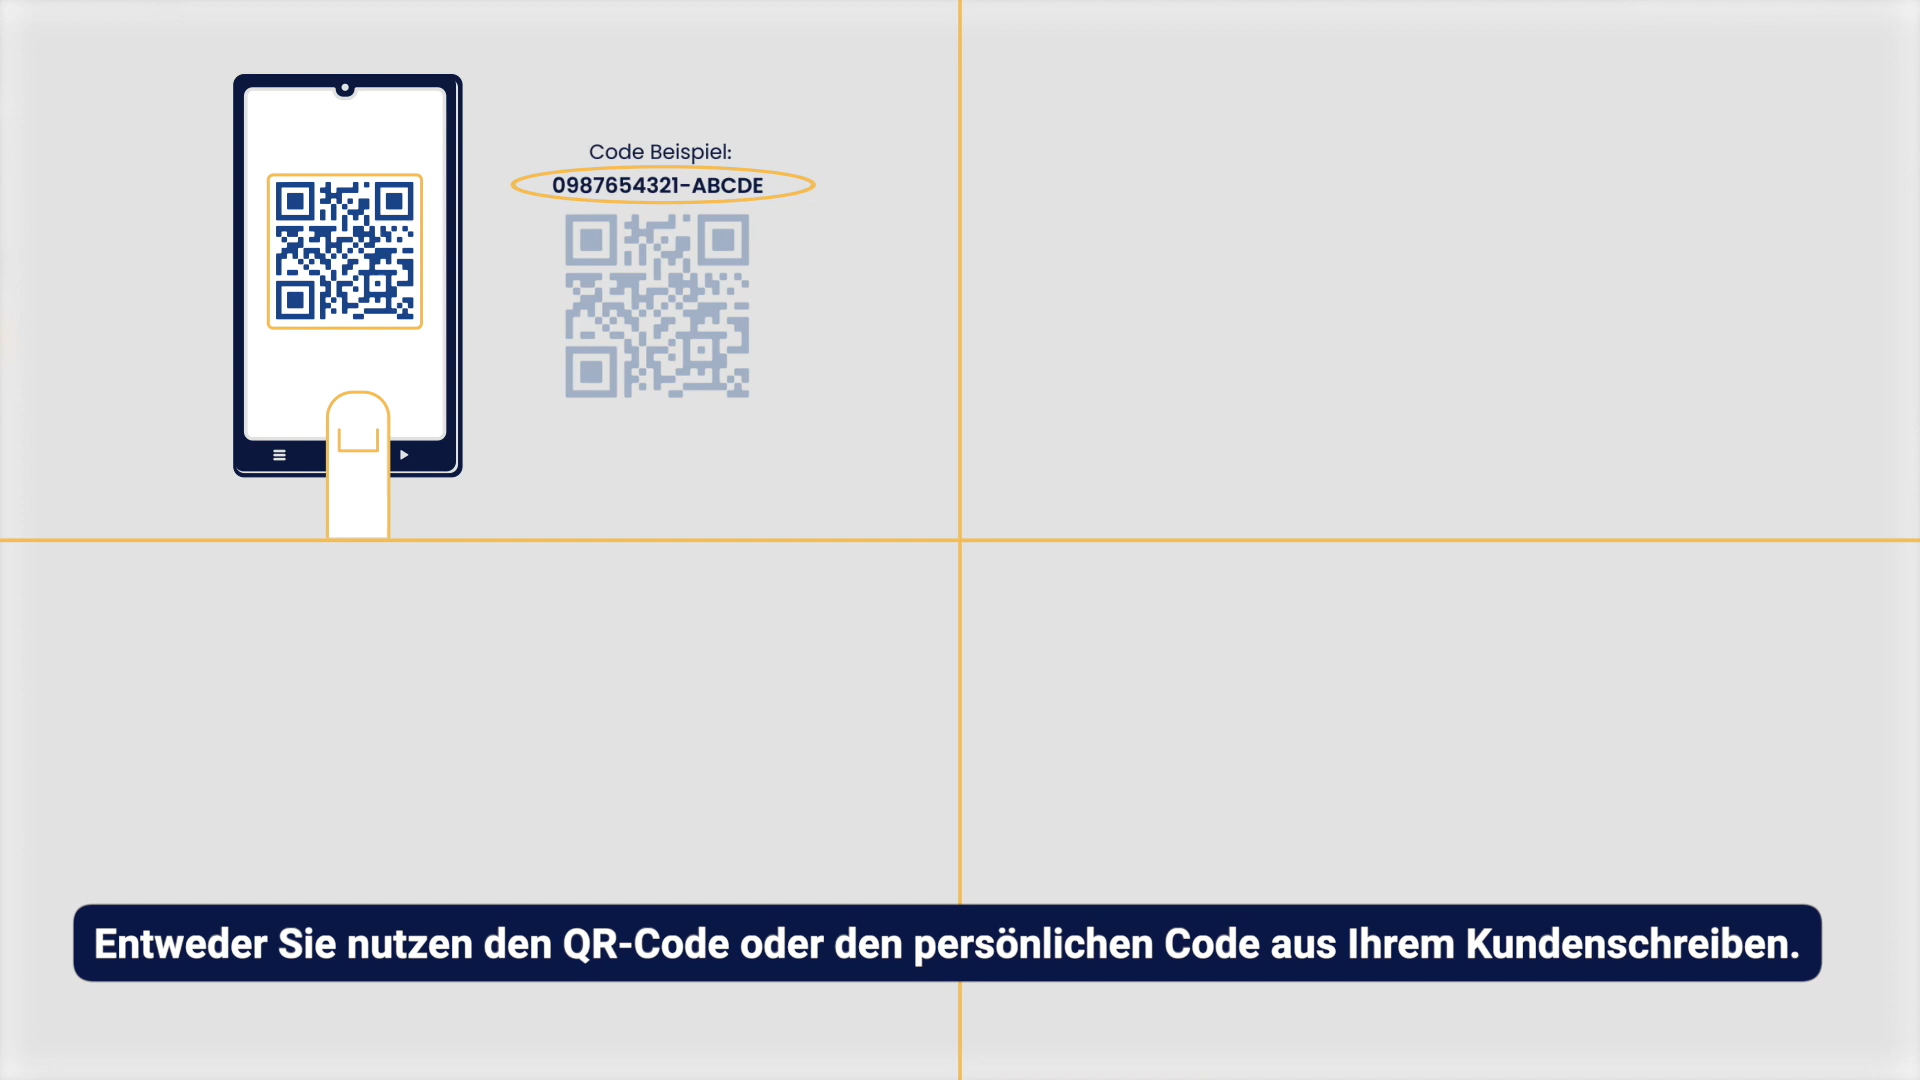 Code Beispiel:
0987654321-ABCDE
Entweder Sie nutzen den QR-Code oder den persönlichen Code aus Ihrem Kundenschreiben.